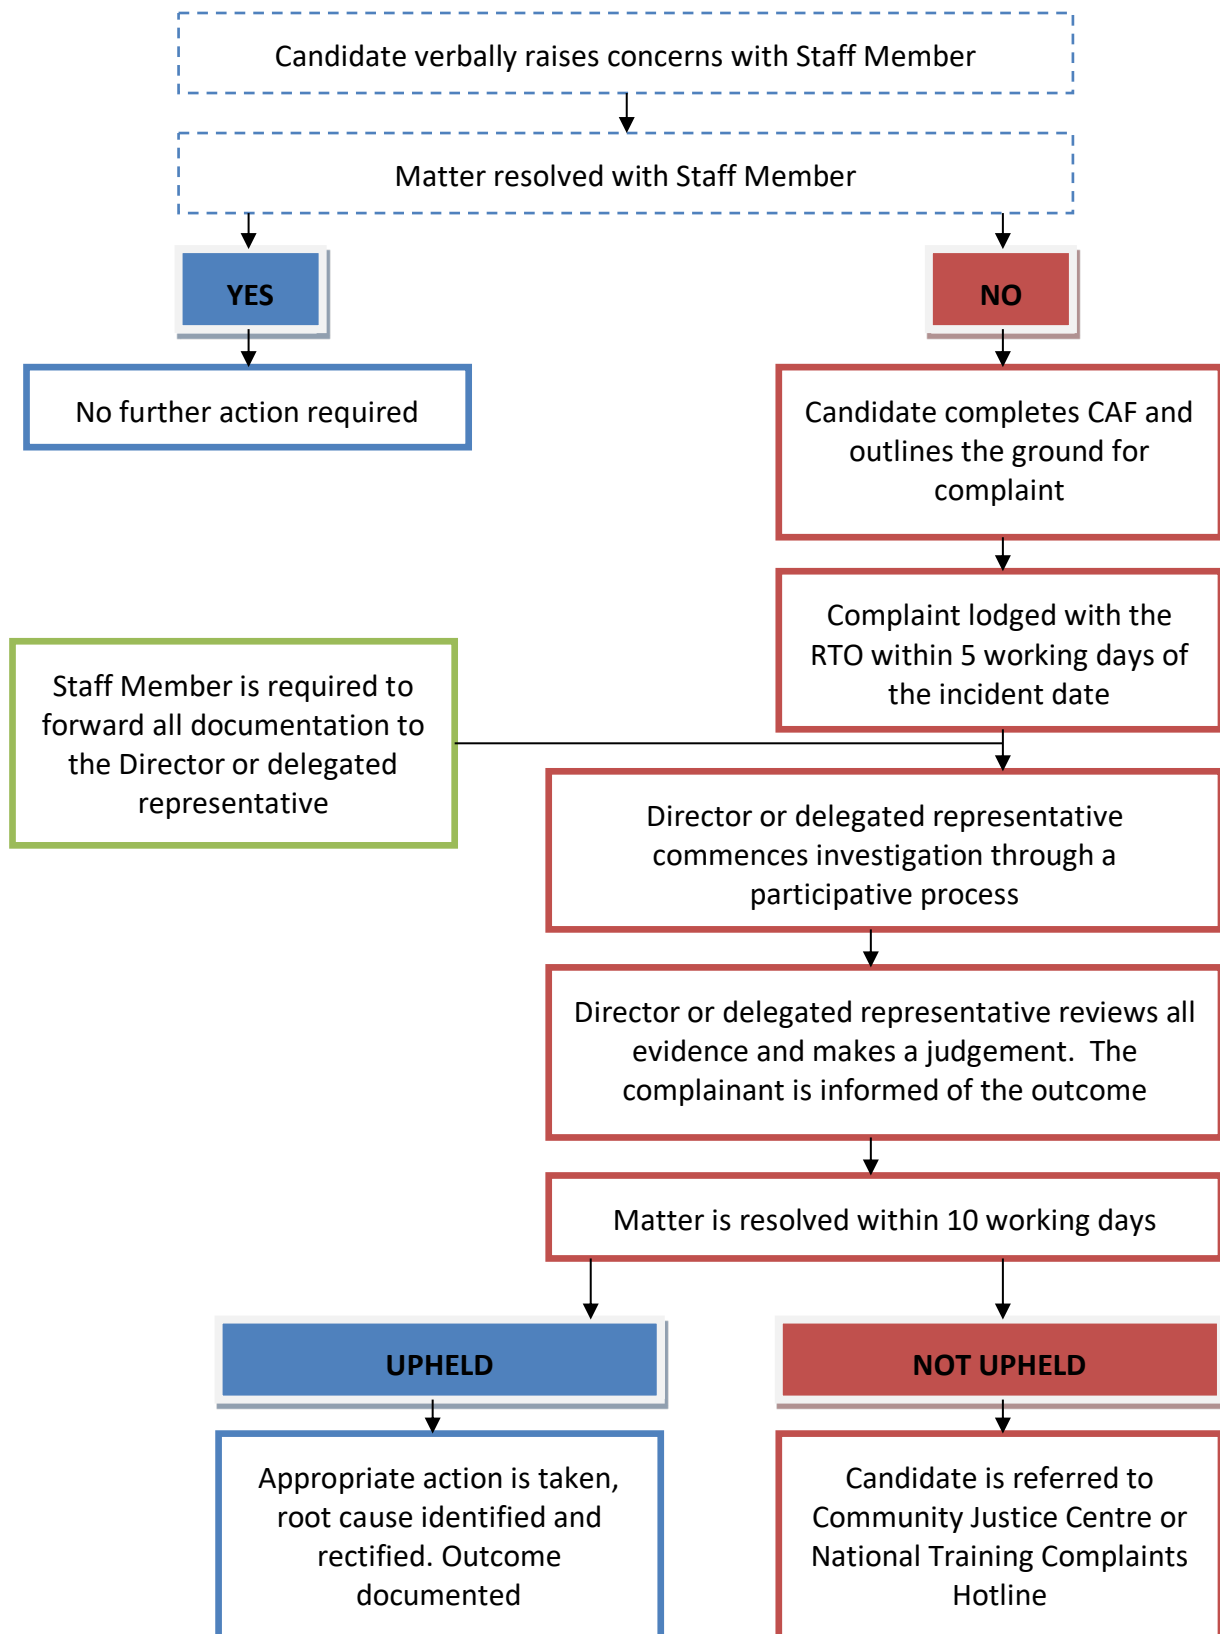 Candidate verbally raises concerns with Staff Member
Matter resolved with Staff Member
YES
NO
No further action required
Candidate completes CAF and
outlines the ground for
complaint
Complaint lodged with the
RTO within 5 working days of
the incident date
Staff Member is required to
forward all documentation to
the Director or delegated
representative
Director or delegated representative
commences investigation through a
participative process
Director or delegated representative reviews all
evidence and makes a judgement.  The
complainant is informed of the outcome
Matter is resolved within 10 working days
UPHELD
NOT UPHELD
Appropriate action is taken,
root cause identified and
rectified. Outcome
documented
Candidate is referred to
Community Justice Centre or
National Training Complaints
Hotline